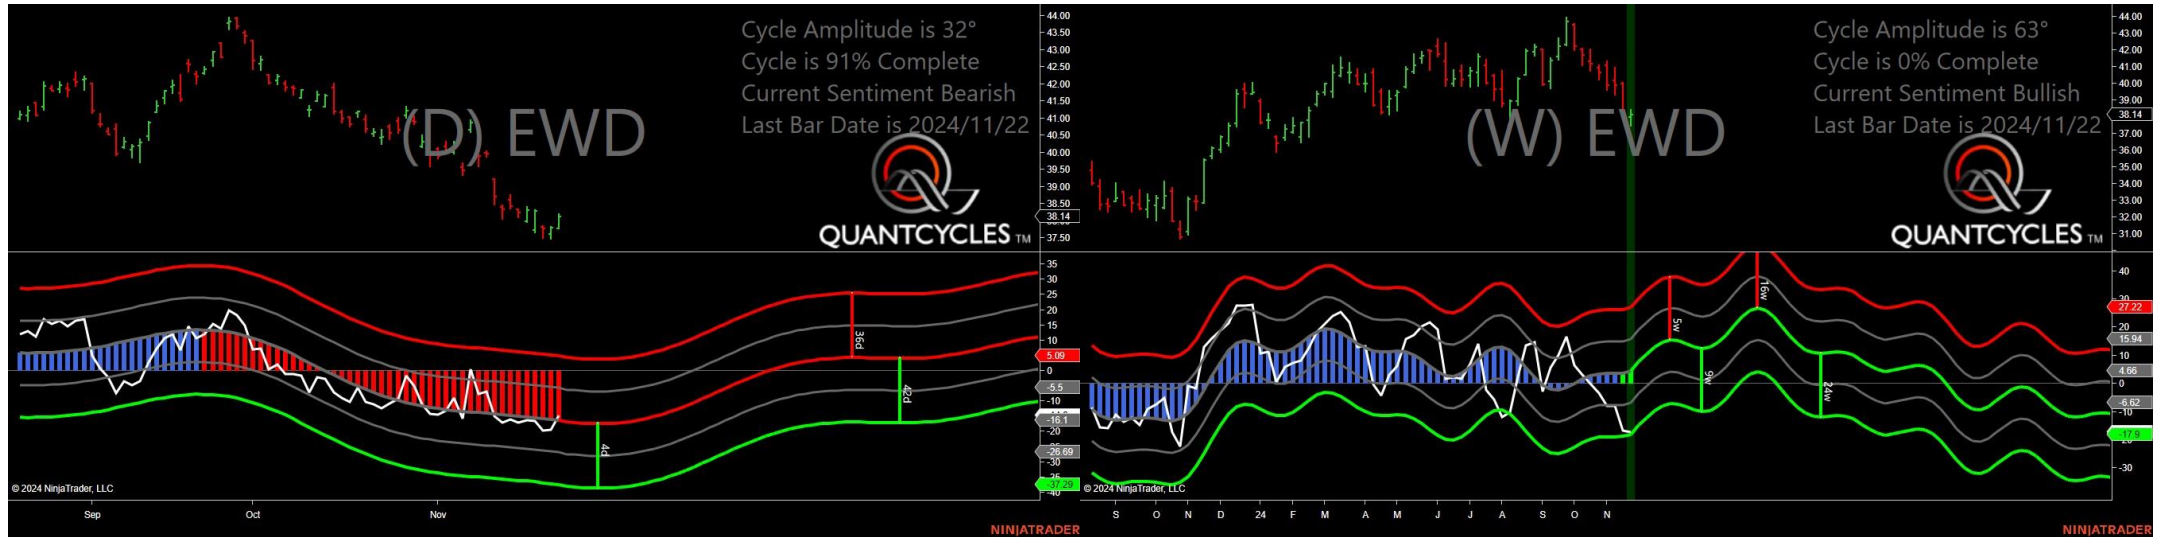 Cycle Amplitude is 32°
Cycle is 91% Complete
Current Sentiment Bearish
Last Bar Date is 2024/11/22
(D) EWD
QUANTCYCLES TM
44.00
43.50
43.00
42.50
42.00
41.50
41.00
40.50
40.00
39.50
39.00
38.50
38.14
37.50
35
30
25
20
15
10
5.09
0
-5.5
-10
-16.1
-20
-26.69
-30
-37.29
-40
36d
42d
4d
© 2024 NinjaTrader, LLC
Sep
Oct
Nov
NINJATRADER
Cycle Amplitude is 63°
Cycle is 0% Complete
Current Sentiment Bullish
Last Bar Date is 2024/11/22
(W) EWD
QUANTCYCLES TM
44.00
43.00
42.00
41.00
40.00
39.00
38.14
37.00
36.00
35.00
34.00
33.00
32.00
31.00
40
30
27.22
20
15.94
10
4.66
0
-6.62
-10
-17.9
-30
5w
16w
9w
24w
© 2024 NinjaTrader, LLC
S O N D 24 F M A M J J A S O N
NINJATRADER